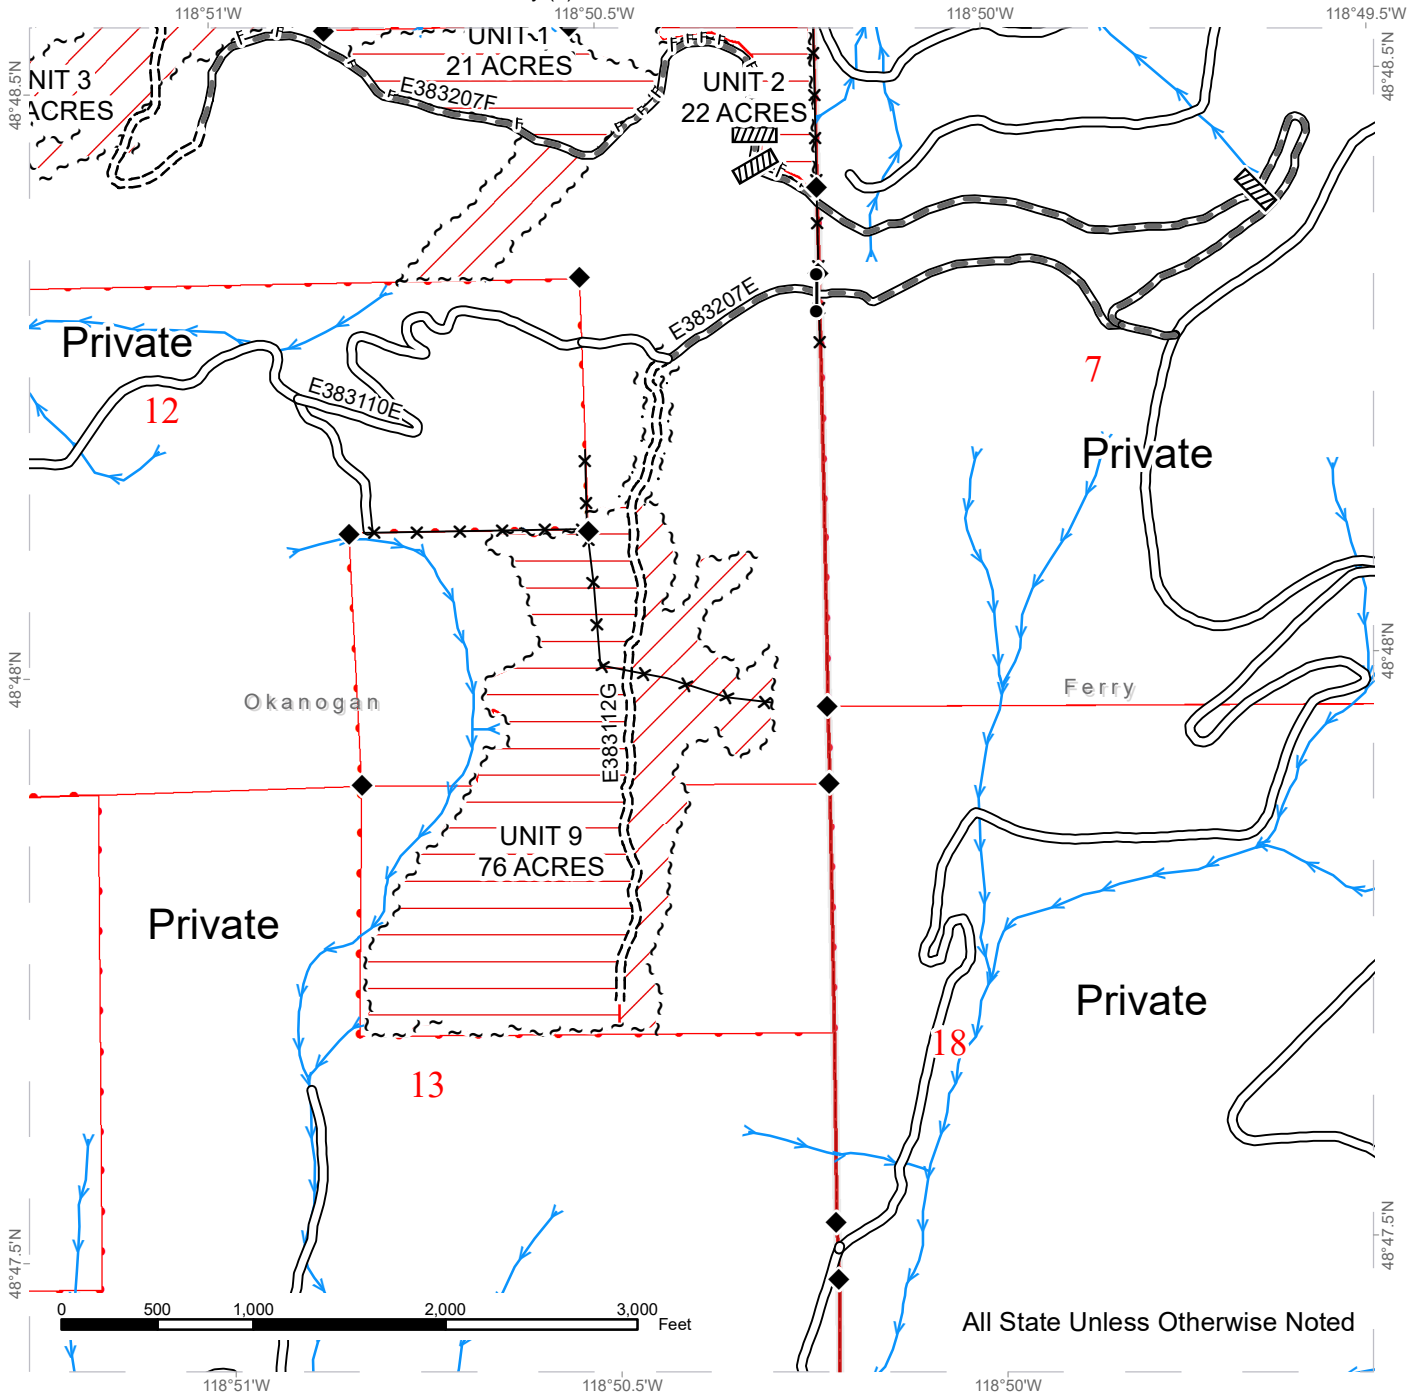 118°51'W
118°50.5'W
118°50'W
118°49.5'W
48°48.5'N
48°48.5'N
UNIT 1
21 ACRES
NIT 3
ACRES
UNIT 2
22 ACRES
E383207F
E383207E
Private
12
E383110E
7
Private
48°48'N
48°48'N
Okanogan
Ferry
E383112G
UNIT 9
76 ACRES
Private
Private
18
13
48°47.5'N
48°47.5'N
0 500 1,000 2,000 3,000
Feet
All State Unless Otherwise Noted
118°51'W
118°50.5'W
118°50'W